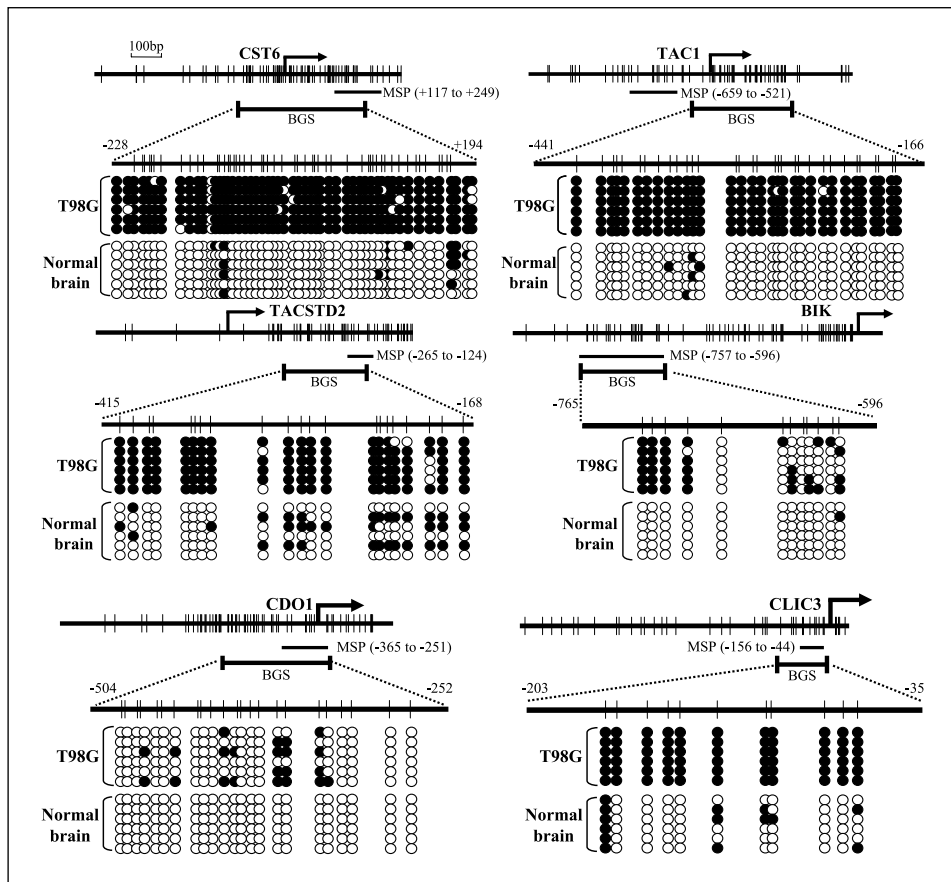 100bp
CST6
MSP (+117 to +249)
BGS
-228
+194
T98G
Normal
brain
TAC1
MSP (-659 to -521)
BGS
-441
-166
T98G
Normal
brain
TACSTD2
MSP (-265 to -124)
BGS
-415
-168
T98G
Normal
brain
BIK
MSP (-757 to -596)
BGS
-765
-596
T98G
Normal
brain
CDO1
MSP (-365 to -251)
BGS
-504
-252
T98G
Normal
brain
CLIC3
MSP (-156 to -44)
BGS
-203
-35
T98G
Normal
brain